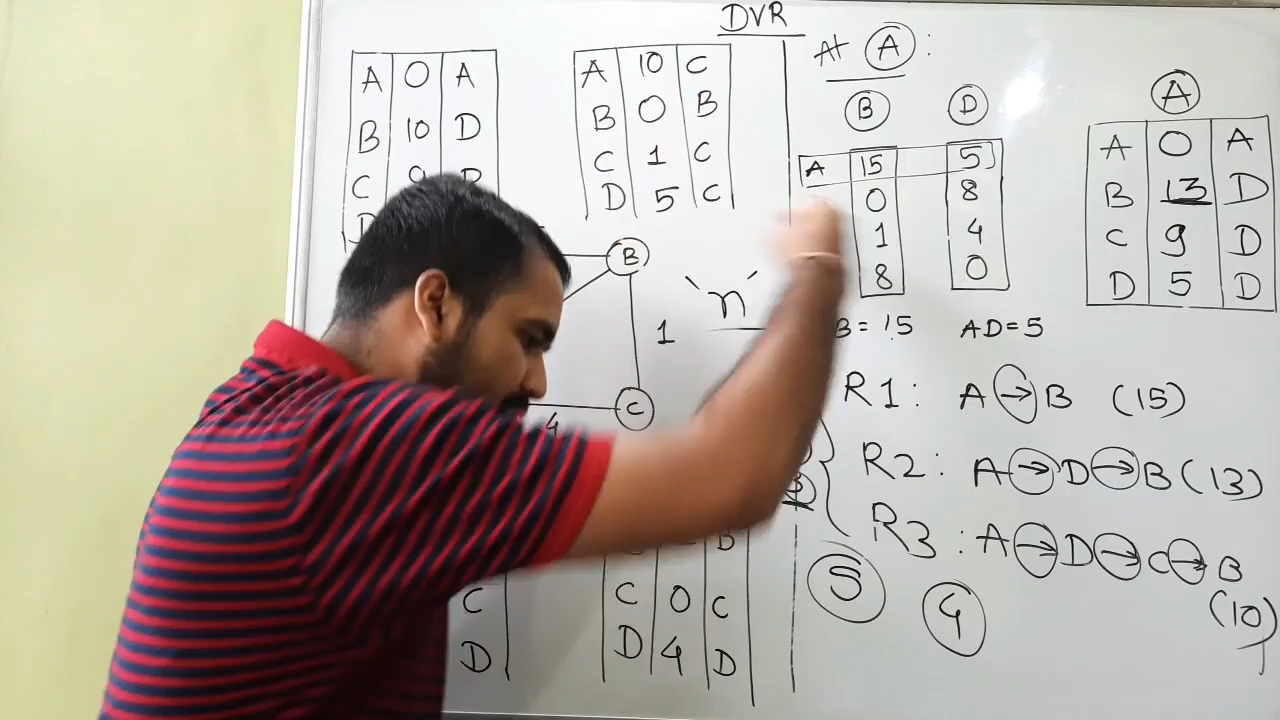 DVR
A 0 A
B 10 D
C
A 10 C
B 0 B
C 1 C
D 5 C
B
1
C
4
'n'
At A :
B D
A 15 5
0 8
1 4
8 0
B = 15 AD = 5
A
A 0 A
B 13 D
C 9 D
D 5 D
R1 : A → B (15)
R2 : A → D → B (13)
R3 : A → D → C → B
(10)
5 4
C
D
B
C 0 C
D 4 D